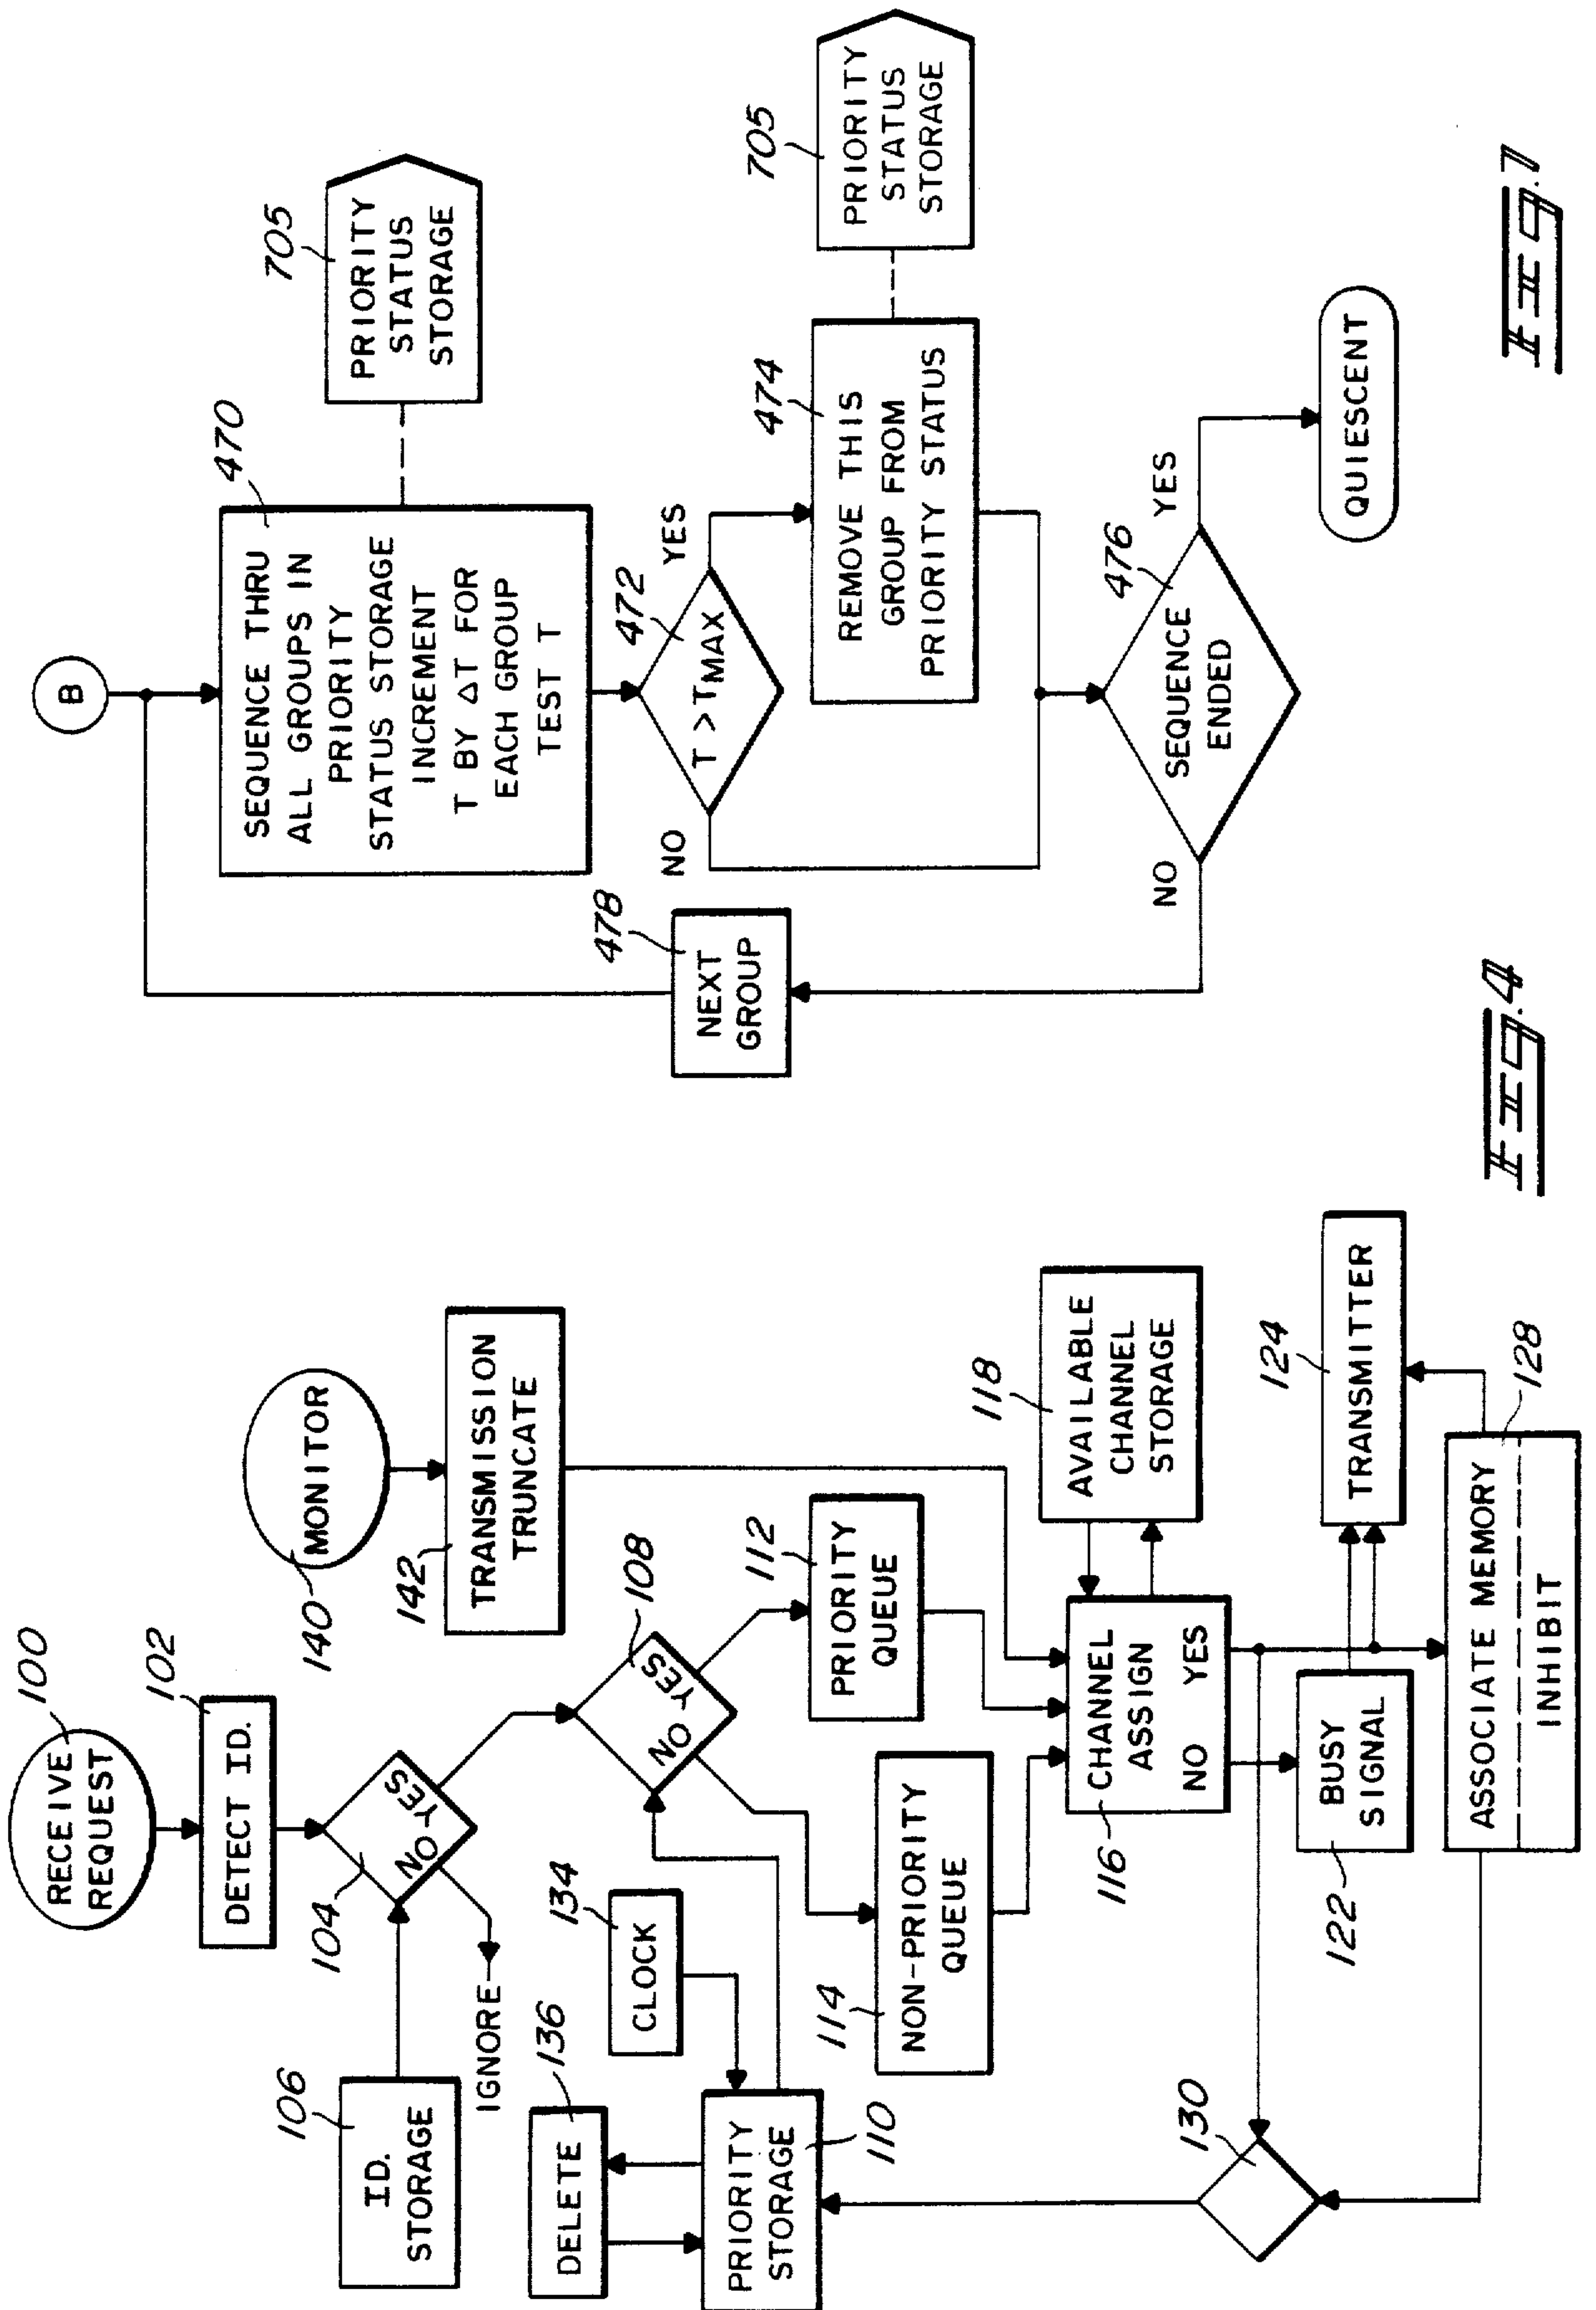 100
RECEIVE
REQUEST
102
DETECT I.D.
104
NO YES
106
I.D.
STORAGE
IGNORE
140
MONITOR
142
TRANSMISSION
TRUNCATE
108
NO YES
134
CLOCK
136
DELETE
PRIORITY
STORAGE
110
112
PRIORITY
QUEUE
114
NON-PRIORITY
QUEUE
116
CHANNEL
ASSIGN
NO YES
118
AVAILABLE
CHANNEL
STORAGE
122
BUSY
SIGNAL
124
TRANSMITTER
130
ASSOCIATE MEMORY
128
INHIBIT
Fig. 4
B
470
SEQUENCE THRU
ALL GROUPS IN
PRIORITY
STATUS STORAGE
INCREMENT
T BY ΔT FOR
EACH GROUP
TEST T
705
PRIORITY
STATUS
STORAGE
472
T > TMAX
NO
YES
474
REMOVE THIS
GROUP FROM
PRIORITY STATUS
705
PRIORITY
STATUS
STORAGE
478
NEXT
GROUP
476
SEQUENCE
ENDED
NO
YES
QUIESCENT
Fig. 7